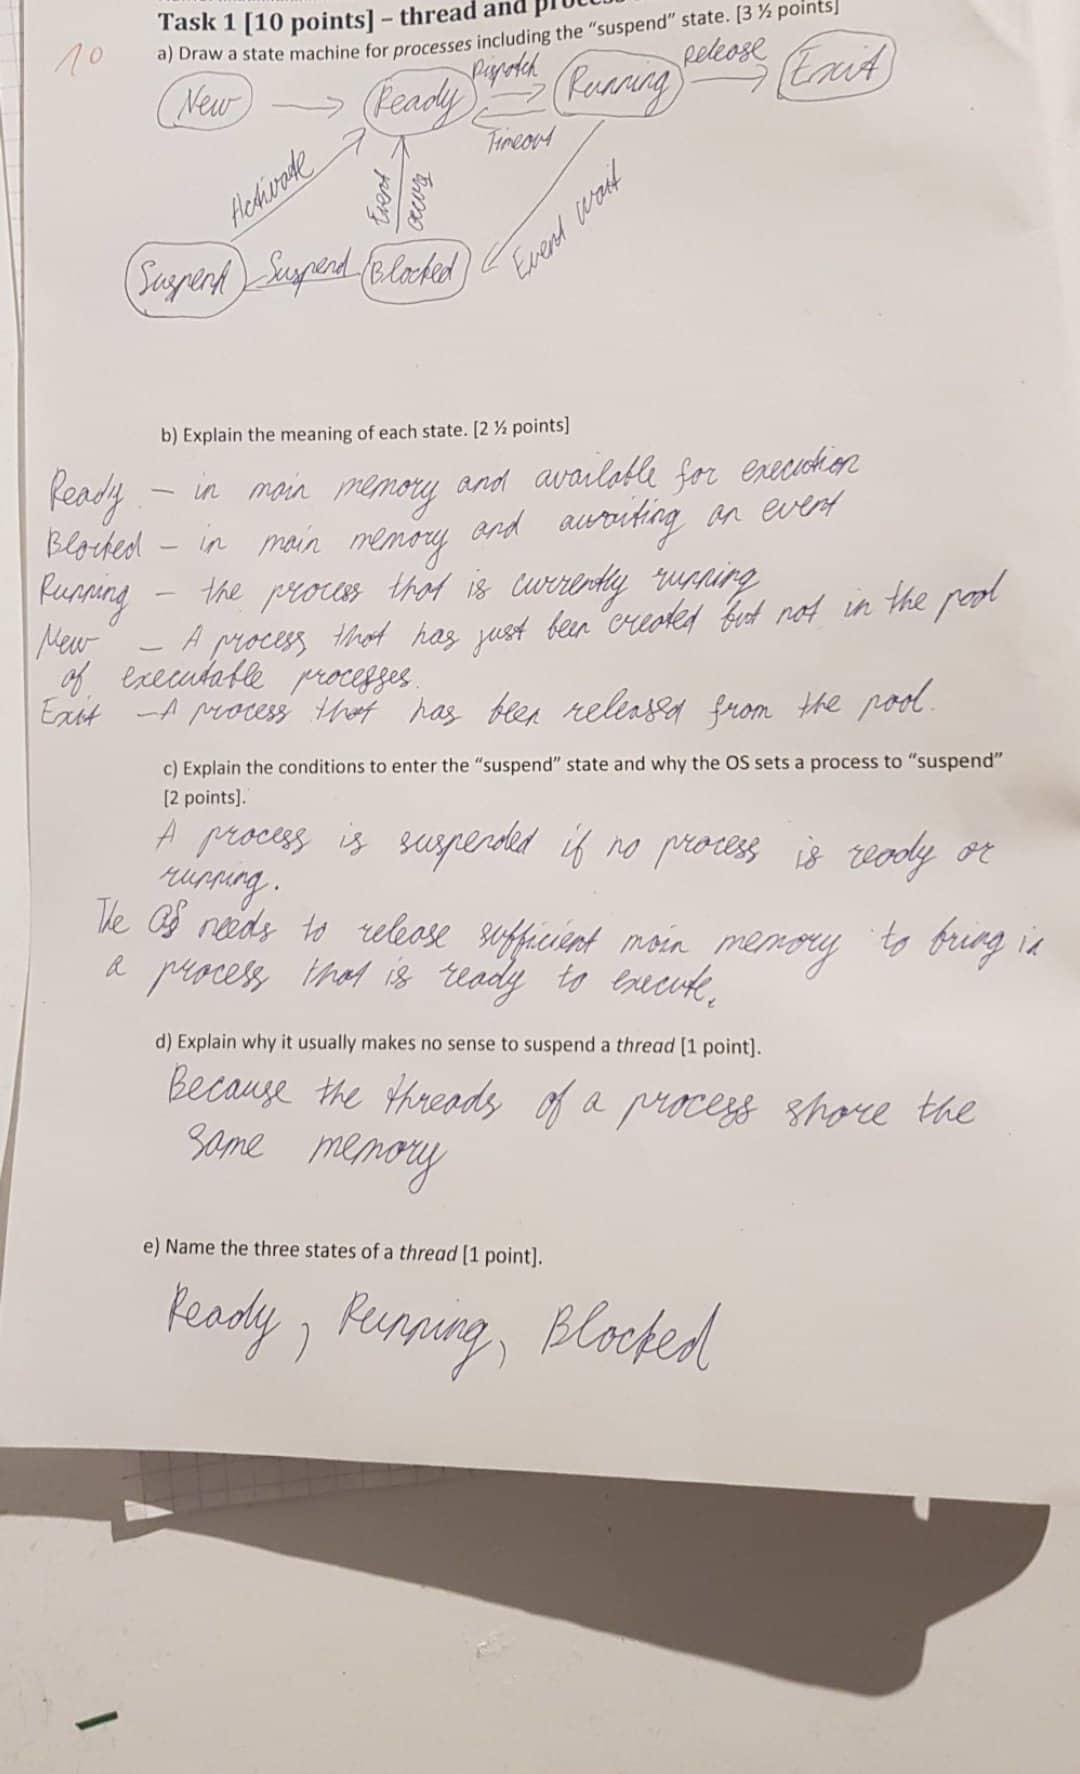 Task 1 [10 points] – thread and
10
a) Draw a state machine for processes including the “suspend” state. [3 ½ points]
New
Ready
Dispatch
Running
release
Exit
Timeout
Activate
Event
occurs
Event wait
Suspend
Suspend
Blocked
b) Explain the meaning of each state. [2 ½ points]
Ready - in main memory and available for execution
Blocked - in main memory and awaiting an event
Running - the process that is currently running
New - A process that has just been created but not in the pool
of executable processes.
Exit - A process that has been released from the pool.
c) Explain the conditions to enter the “suspend” state and why the OS sets a process to “suspend”
[2 points].
A process is suspended if no process is ready or
running.
The OS needs to release sufficient main memory to bring in
a process that is ready to execute.
d) Explain why it usually makes no sense to suspend a thread [1 point].
Because the threads of a process share the
same memory
e) Name the three states of a thread [1 point].
Ready, Running, Blocked